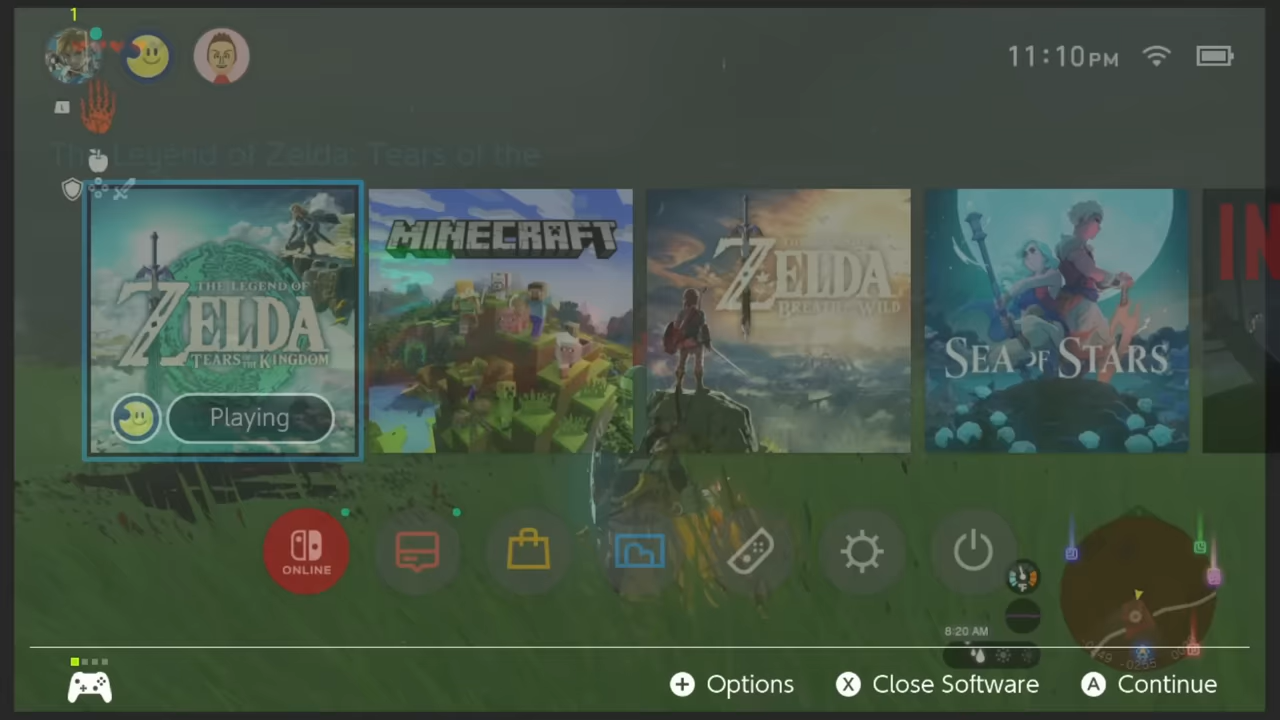 1
11:10PM
L
The Legend of Zelda: Tears of the
THE LEGEND OF
ZELDA
TEARS OF THE KINGDOM
Playing
MINECRAFT
ZELDA
BREATH OF THE WILD
SEA OF STARS
IN
ONLINE
°F
8:20 AM
Options
X Close Software
A Continue